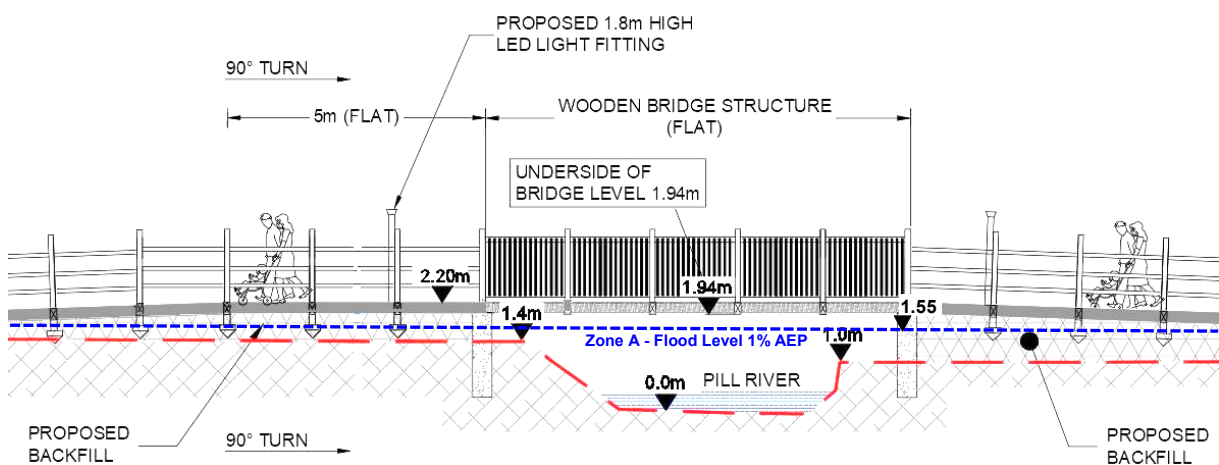 PROPOSED 1.8m HIGH
LED LIGHT FITTING
90° TURN
5m (FLAT)
WOODEN BRIDGE STRUCTURE
(FLAT)
UNDERSIDE OF
BRIDGE LEVEL 1.94m
2.20m
1.94m
1.4m
1.55
Zone A - Flood Level 1% AEP
1.0m
0.0m
PILL RIVER
PROPOSED
BACKFILL
90° TURN
PROPOSED
BACKFILL